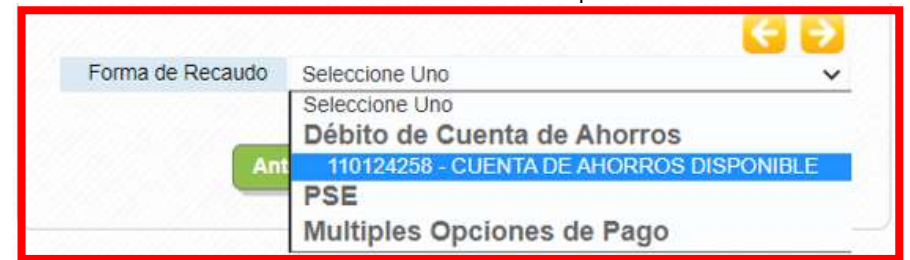 Forma de Recaudo Seleccione Uno
Seleccione Uno
Débito de Cuenta de Ahorros
Ant 110124258 - CUENTA DE AHORROS DISPONIBLE
PSE
Multiples Opciones de Pago